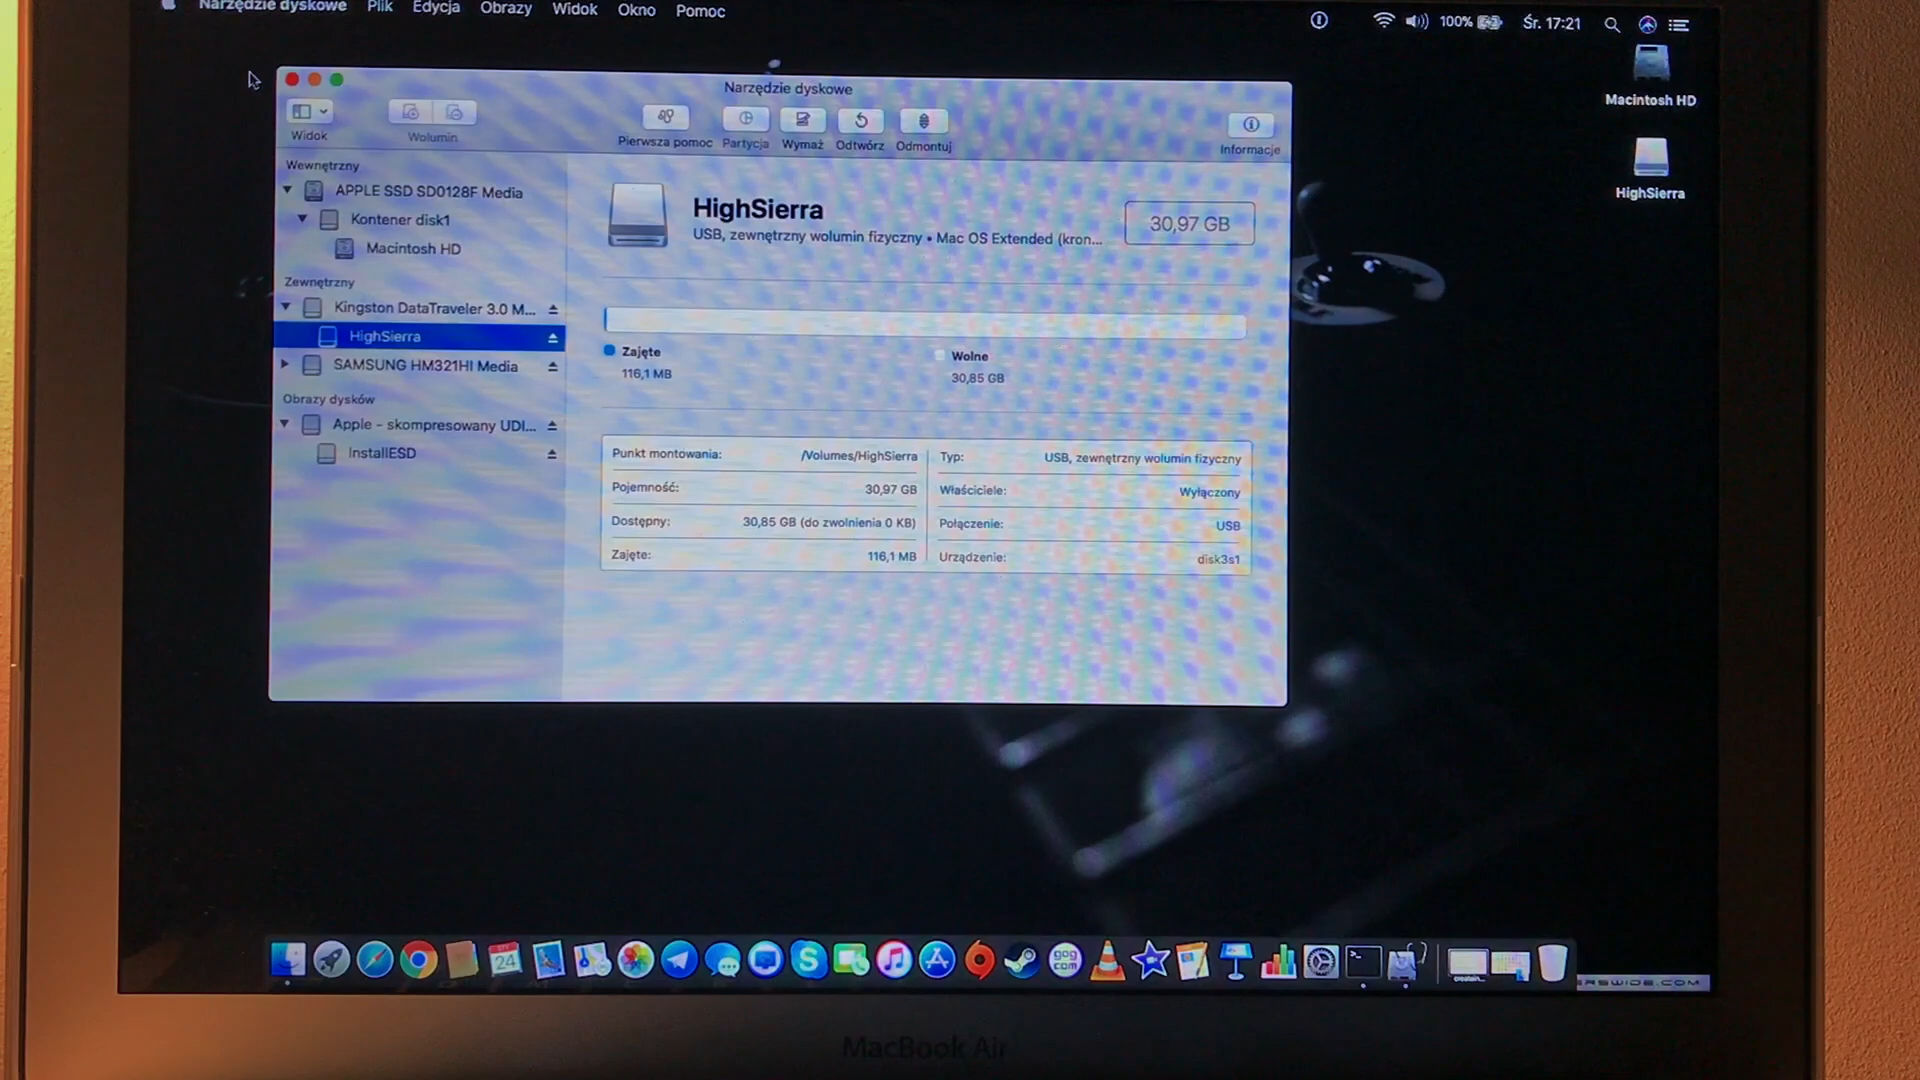 Narzędzie dyskowe Plik Edycja Obrazy Widok Okno Pomoc
100% Śr. 17:21
Macintosh HD
HighSierra
Narzędzie dyskowe
Widok Wolumin Pierwsza pomoc Partycja Wymaż Odtwórz Odmontuj Informacje
Wewnętrzny
APPLE SSD SD0128F Media
Kontener disk1
Macintosh HD
Zewnętrzny
Kingston DataTraveler 3.0 M...
HighSierra
SAMSUNG HM321HI Media
Obrazy dysków
Apple - skompresowany UDI...
InstallESD
HighSierra
USB, zewnętrzny wolumin fizyczny • Mac OS Extended (kron...
30,97 GB
Zajęte
116,1 MB
Wolne
30,85 GB
Punkt montowania: /Volumes/HighSierra
Pojemność: 30,97 GB
Dostępny: 30,85 GB (do zwolnienia 0 KB)
Zajęte: 116,1 MB
Typ: USB, zewnętrzny wolumin fizyczny
Właściciele: Wyłączony
Połączenie: USB
Urządzenie: disk3s1
24
gog
com
MacBook Air